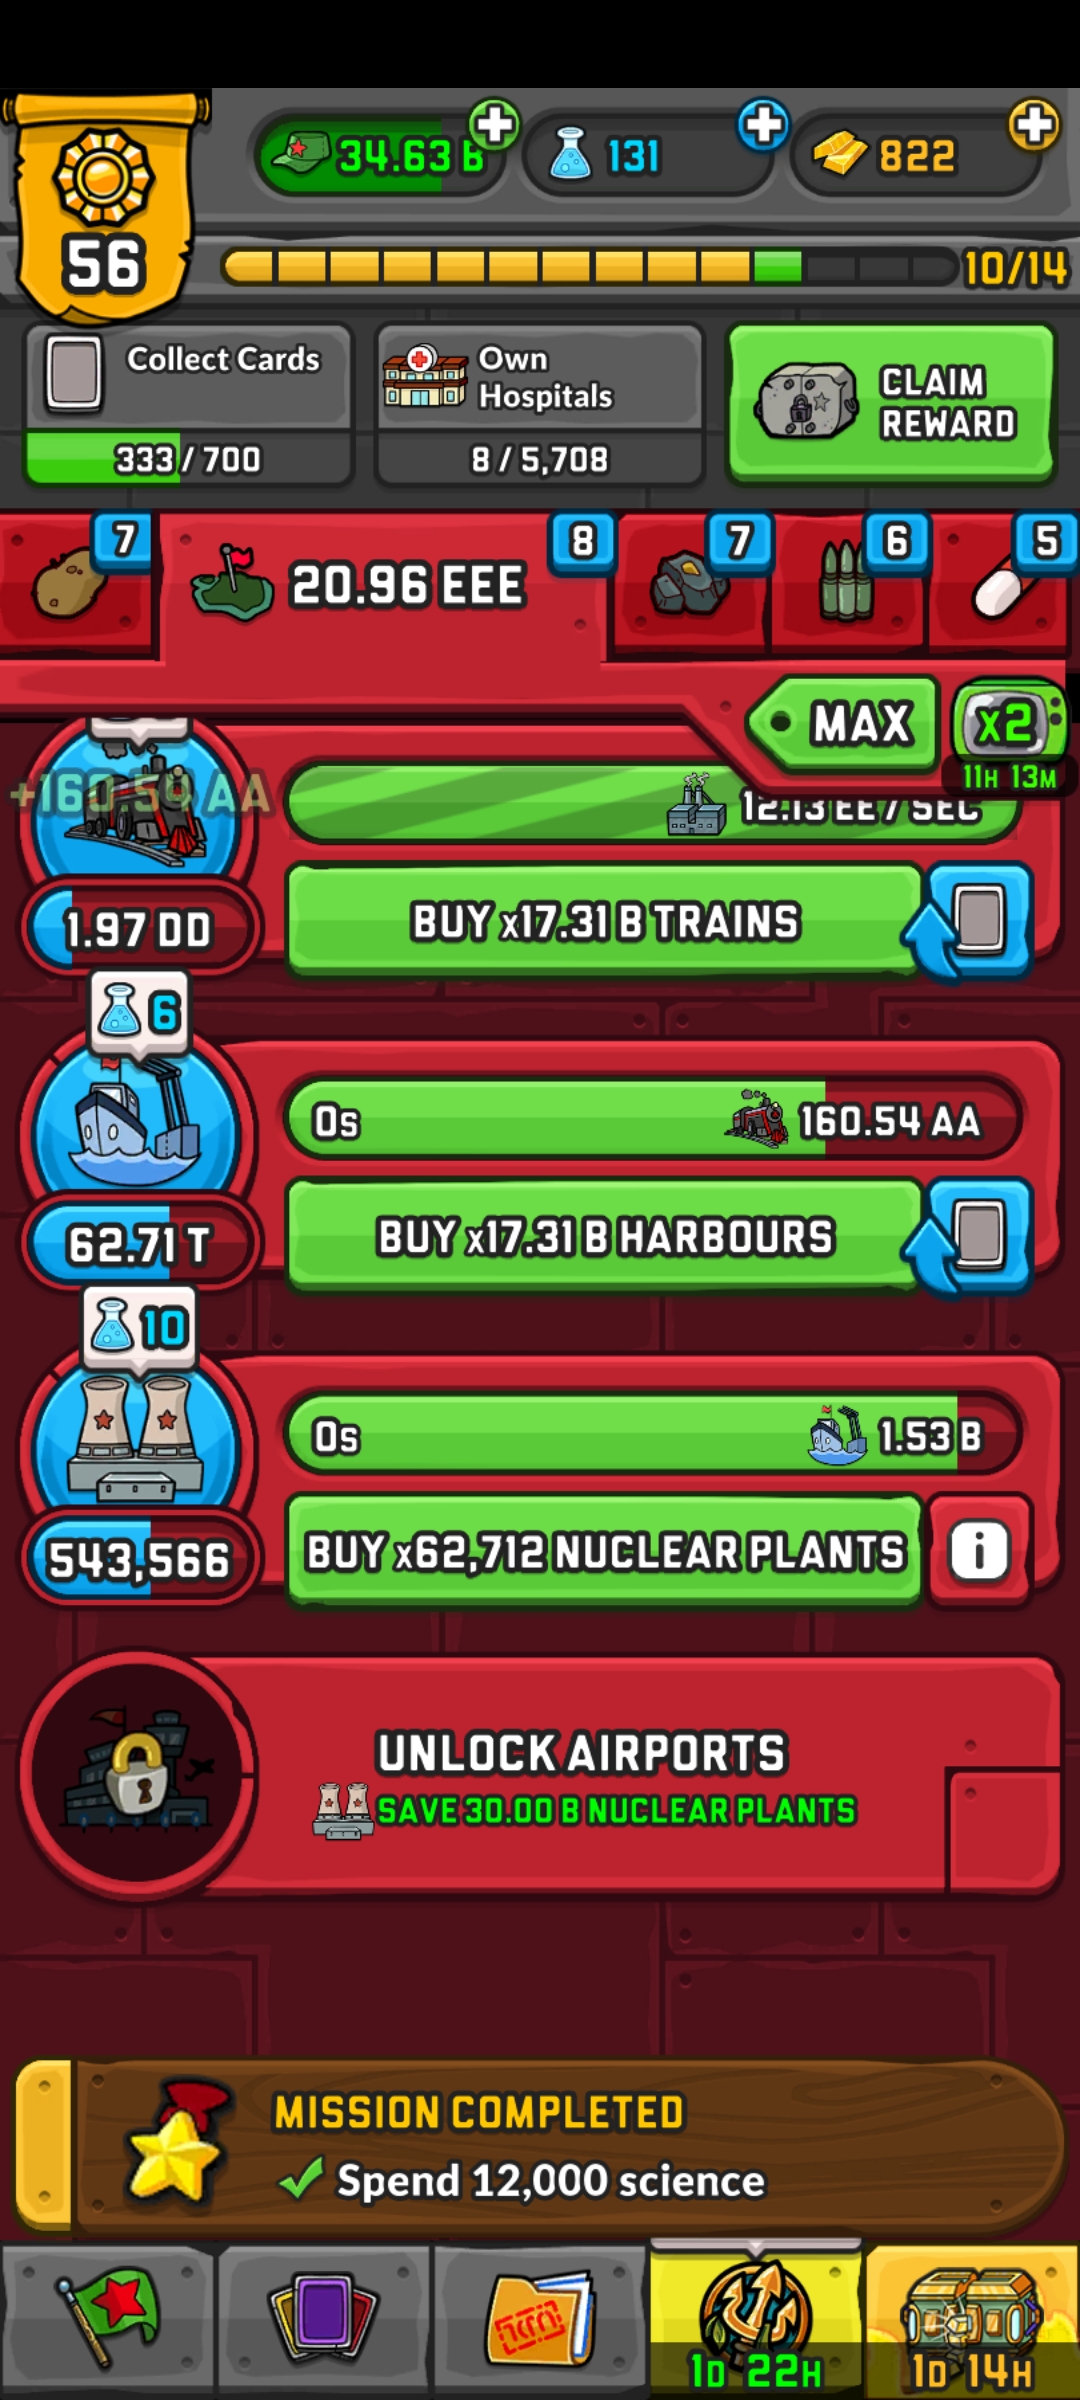 34.63 B
131
822
56
10/14
Collect Cards
333 / 700
Own
Hospitals
8 / 5,708
CLAIM
REWARD
7
20.96 EEE
8
7
6
5
MAX
x2
11H 13M
+160.54 AA
12.13 EE / SEC
1.97 DD
BUY x17.31 B TRAINS
6
0s
160.54 AA
62.71 T
BUY x17.31 B HARBOURS
10
0s
1.53 B
543,566
BUY x62,712 NUCLEAR PLANTS
i
UNLOCK AIRPORTS
SAVE 30.00 B NUCLEAR PLANTS
MISSION COMPLETED
Spend 12,000 science
1D 22H
1D 14H